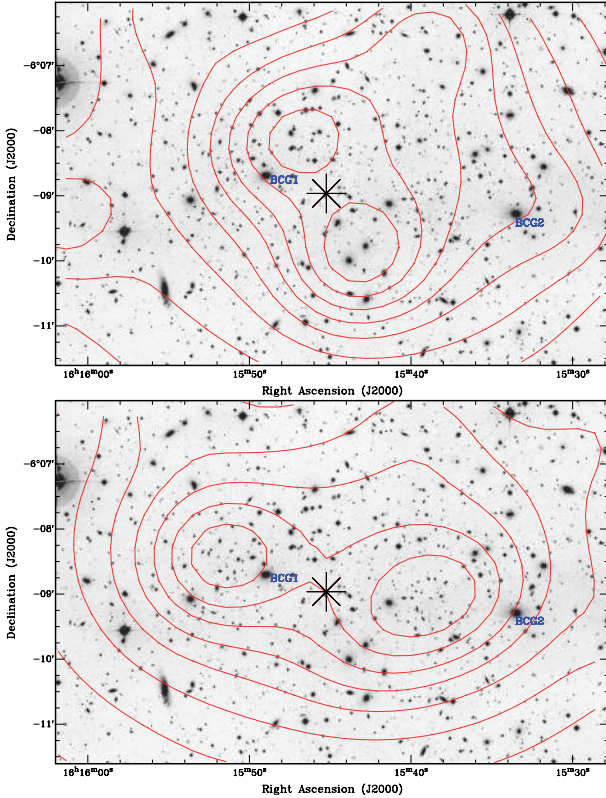 -6°07'
-08'
BCG1
-09'
BCG2
-10'
-11'
Declination (J2000)
16ʰ16ᵐ00ˢ
15ᵐ50ˢ
15ᵐ40ˢ
15ᵐ30ˢ
Right Ascension (J2000)
-6°07'
-08'
BCG1
-09'
BCG2
-10'
-11'
Declination (J2000)
16ʰ16ᵐ00ˢ
15ᵐ50ˢ
15ᵐ40ˢ
15ᵐ30ˢ
Right Ascension (J2000)